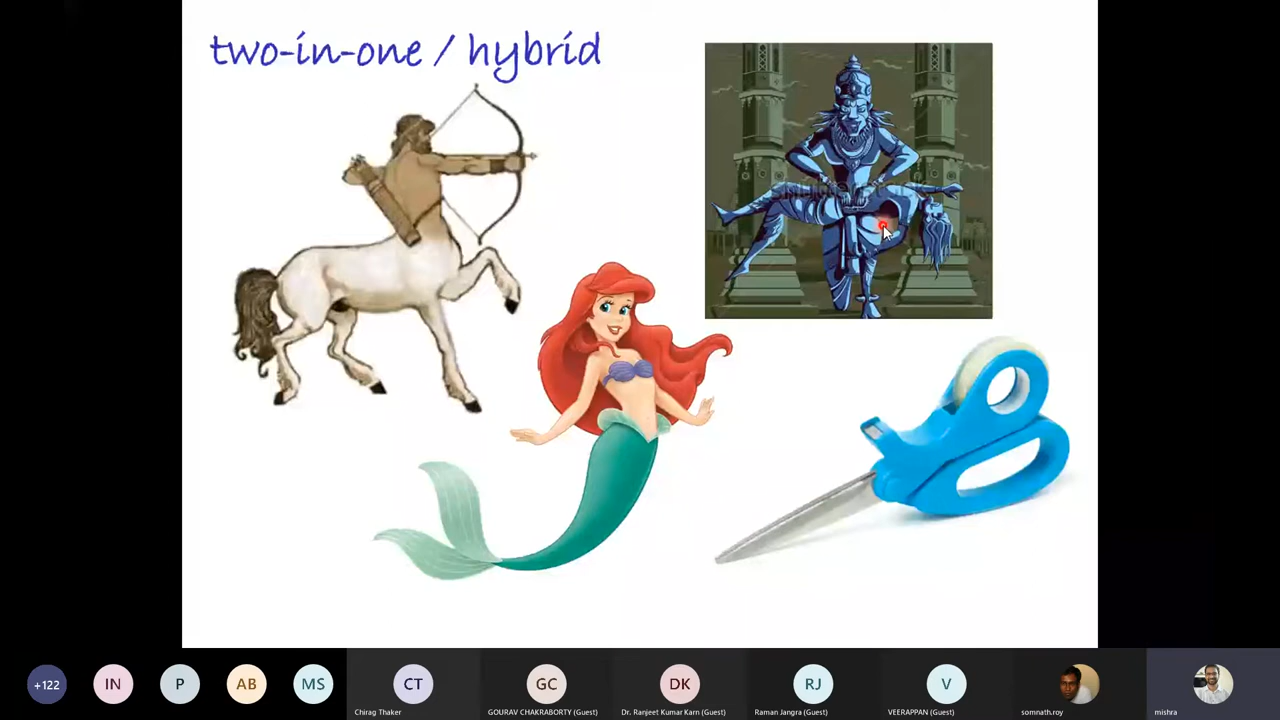 two-in-one / hybrid
shutterstock
+122
IN
P
AB
MS
CT
GC
DK
RJ
V
Chirag Thaker
GOURAV CHAKRABORTY (Guest)
Dr. Ranjeet Kumar Karn (Guest)
Raman Jangra (Guest)
VEERAPPAN (Guest)
somnath.roy
mishra